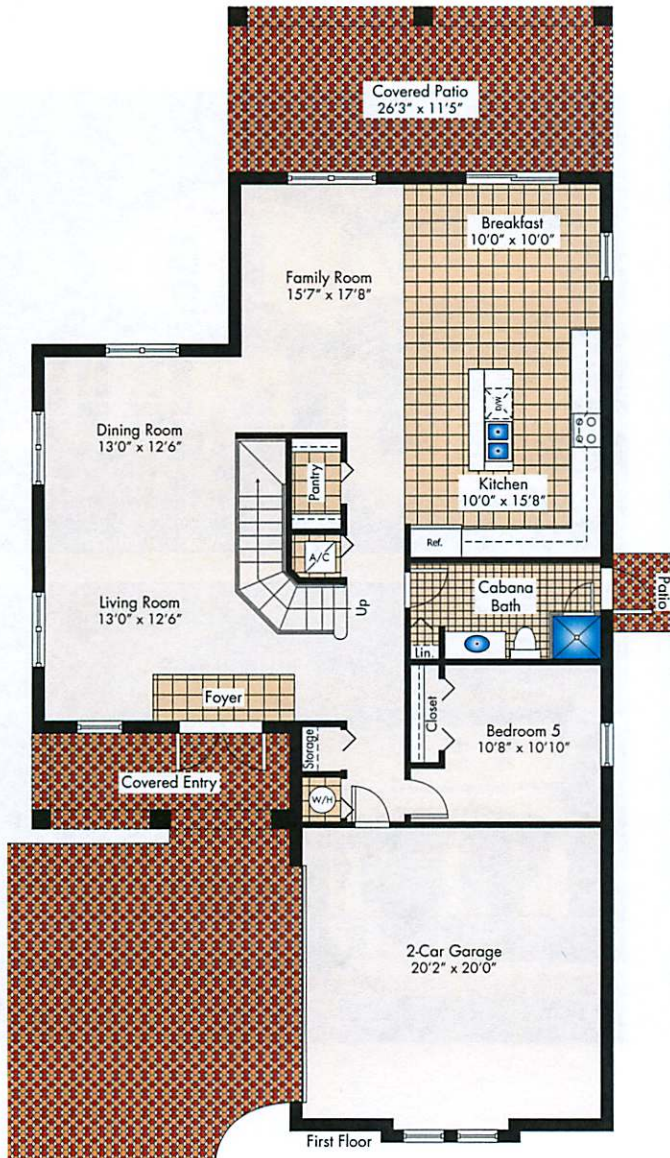 Covered Patio
26'3" x 11'5"
Breakfast
10'0" x 10'0"
Family Room
15'7" x 17'8"
Dining Room
13'0" x 12'6"
D/W
Pantry
Kitchen
10'0" x 15'8"
Ref.
A/C
Up
Cabana
Bath
Patio
Living Room
13'0" x 12'6"
Lin.
Foyer
Closet
Bedroom 5
10'8" x 10'10"
Storage
Covered Entry
W/H
2-Car Garage
20'2" x 20'0"
First Floor